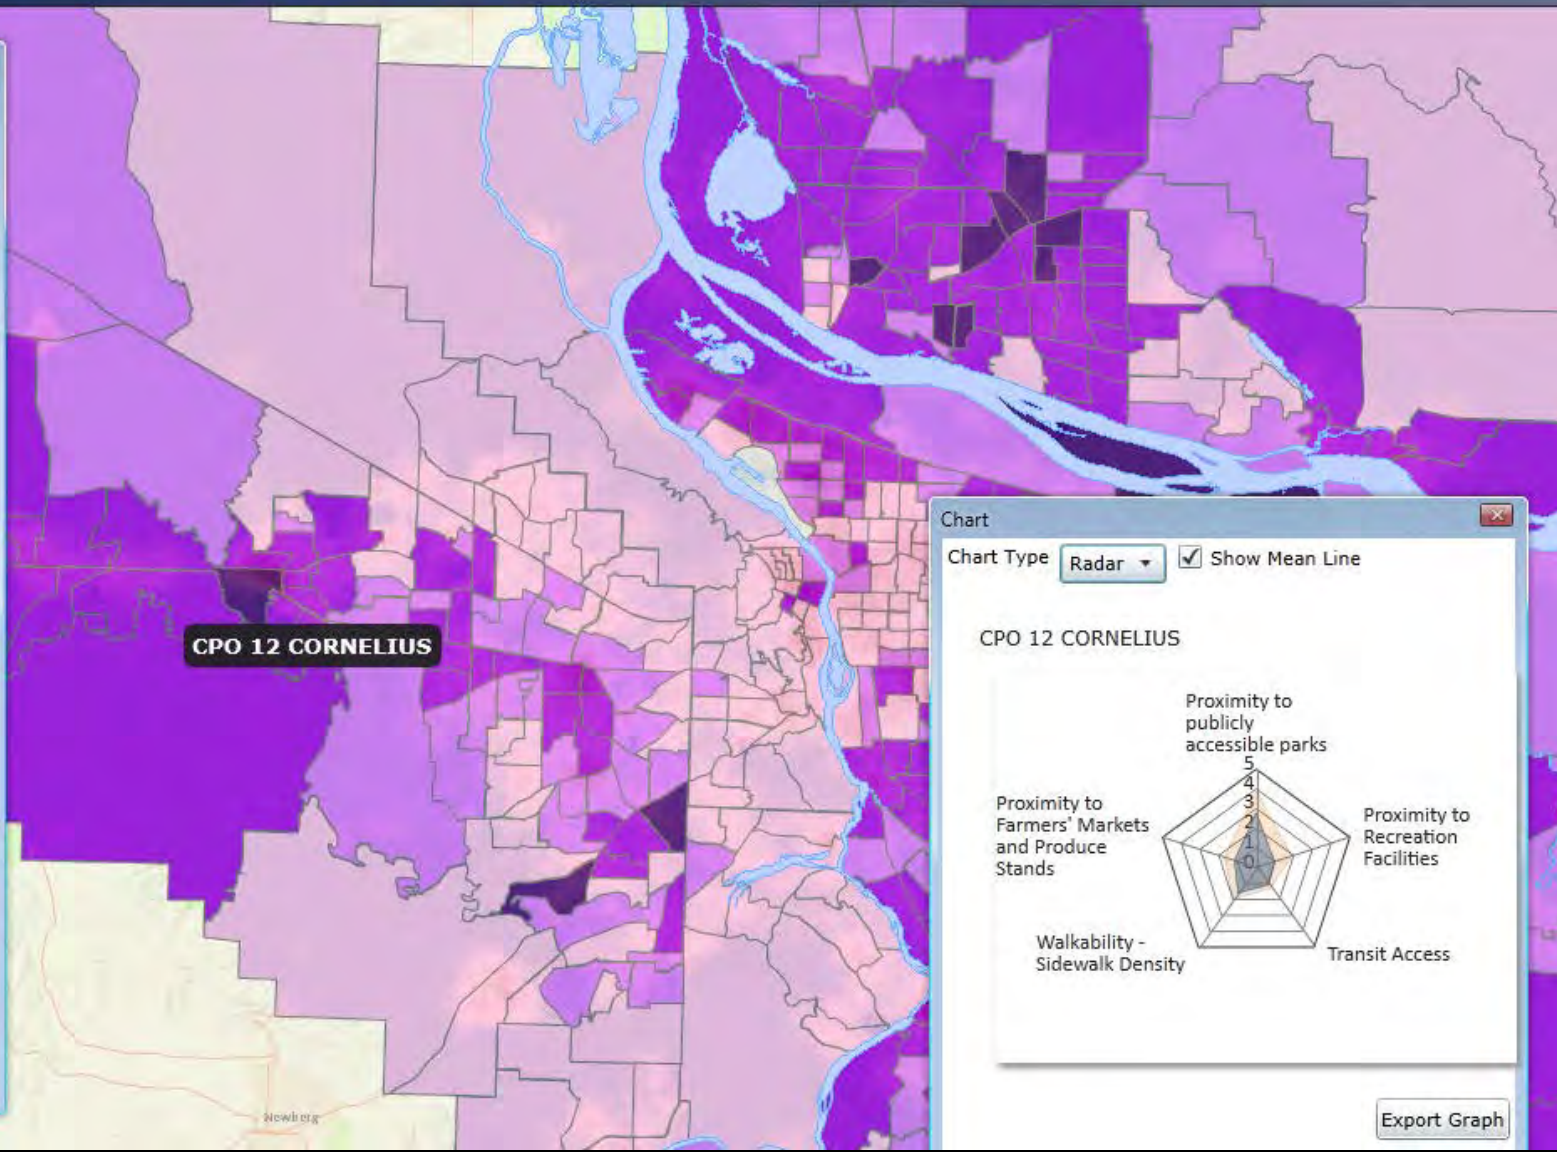 Chart
Chart Type Radar Show Mean Line
CPO 12 CORNELIUS
CPO 12 CORNELIUS
Proximity to
publicly
accessible parks
5
4
3
2
1
0
Proximity to
Farmers' Markets
and Produce
Stands
Proximity to
Recreation
Facilities
Walkability -
Sidewalk Density
Transit Access
Newberg
Export Graph